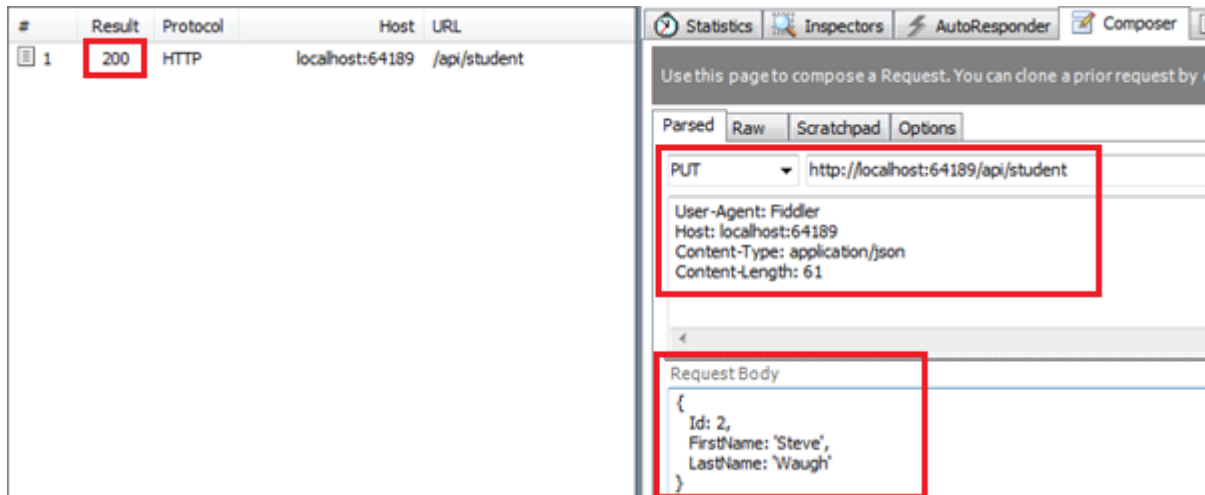 # Result Protocol Host URL
1 200 HTTP localhost:64189 /api/student
Statistics Inspectors AutoResponder Composer
Use this page to compose a Request. You can clone a prior request by
Parsed Raw Scratchpad Options
PUT http://localhost:64189/api/student
User-Agent: Fiddler
Host: localhost:64189
Content-Type: application/json
Content-Length: 61
Request Body
{
Id: 2,
FirstName: 'Steve',
LastName: 'Waugh'
}